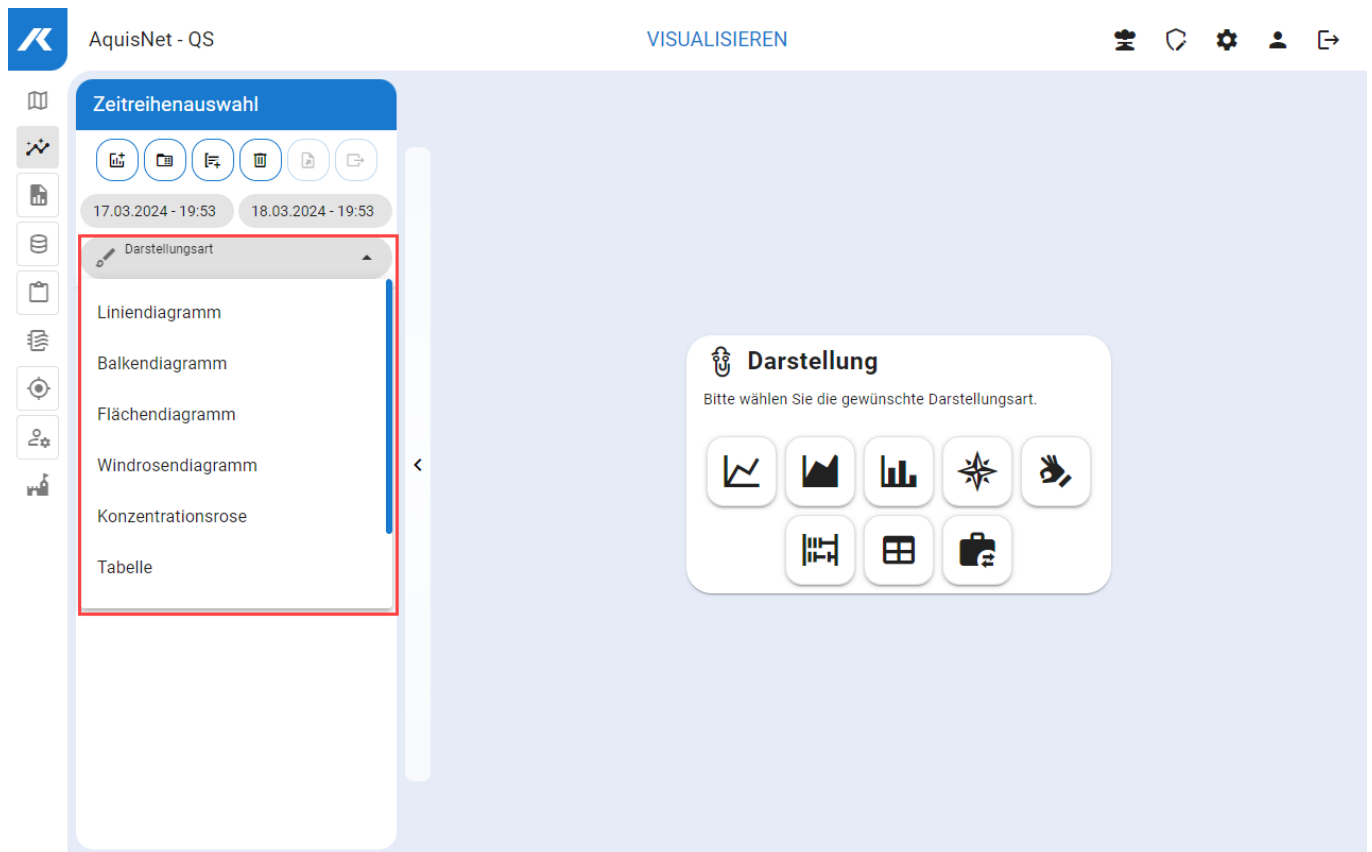 AquisNet - QS
VISUALISIEREN
Zeitreihenauswahl
17.03.2024 - 19:53
18.03.2024 - 19:53
Darstellungsart
Liniendiagramm
Balkendiagramm
Flächendiagramm
Windrosendiagramm
Konzentrationsrose
Tabelle
Darstellung
Bitte wählen Sie die gewünschte Darstellungsart.